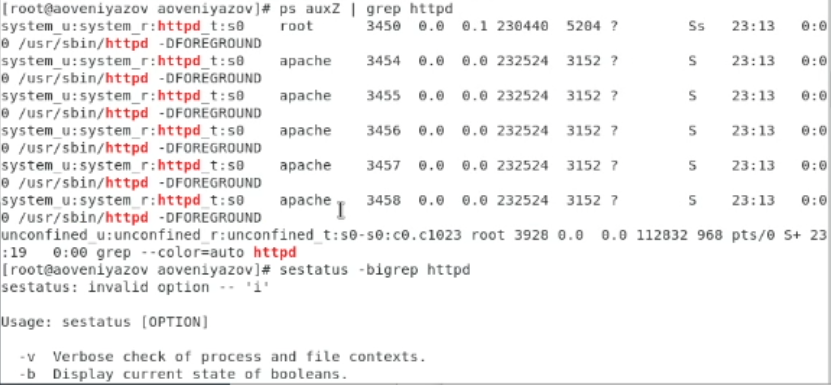 [root@aoveniyazov aoveniyazov]# ps auxZ | grep httpd
system_u:system_r:httpd_t:s0    root      3450  0.0  0.1 230440  5204 ?        Ss   23:13   0:0
0 /usr/sbin/httpd -DFOREGROUND
system_u:system_r:httpd_t:s0    apache    3454  0.0  0.0 232524  3152 ?        S    23:13   0:0
0 /usr/sbin/httpd -DFOREGROUND
system_u:system_r:httpd_t:s0    apache    3455  0.0  0.0 232524  3152 ?        S    23:13   0:0
0 /usr/sbin/httpd -DFOREGROUND
system_u:system_r:httpd_t:s0    apache    3456  0.0  0.0 232524  3152 ?        S    23:13   0:0
0 /usr/sbin/httpd -DFOREGROUND
system_u:system_r:httpd_t:s0    apache    3457  0.0  0.0 232524  3152 ?        S    23:13   0:0
0 /usr/sbin/httpd -DFOREGROUND
system_u:system_r:httpd_t:s0    apache    3458  0.0  0.0 232524  3152 ?        S    23:13   0:0
0 /usr/sbin/httpd -DFOREGROUND
unconfined_u:unconfined_r:unconfined_t:s0-s0:c0.c1023 root 3928 0.0  0.0 112832 968 pts/0 S+ 23
:19   0:00 grep --color=auto httpd
[root@aoveniyazov aoveniyazov]# sestatus -bigrep httpd
sestatus: invalid option -- 'i'
Usage: sestatus [OPTION]
  -v  Verbose check of process and file contexts.
  -b  Display current state of booleans.